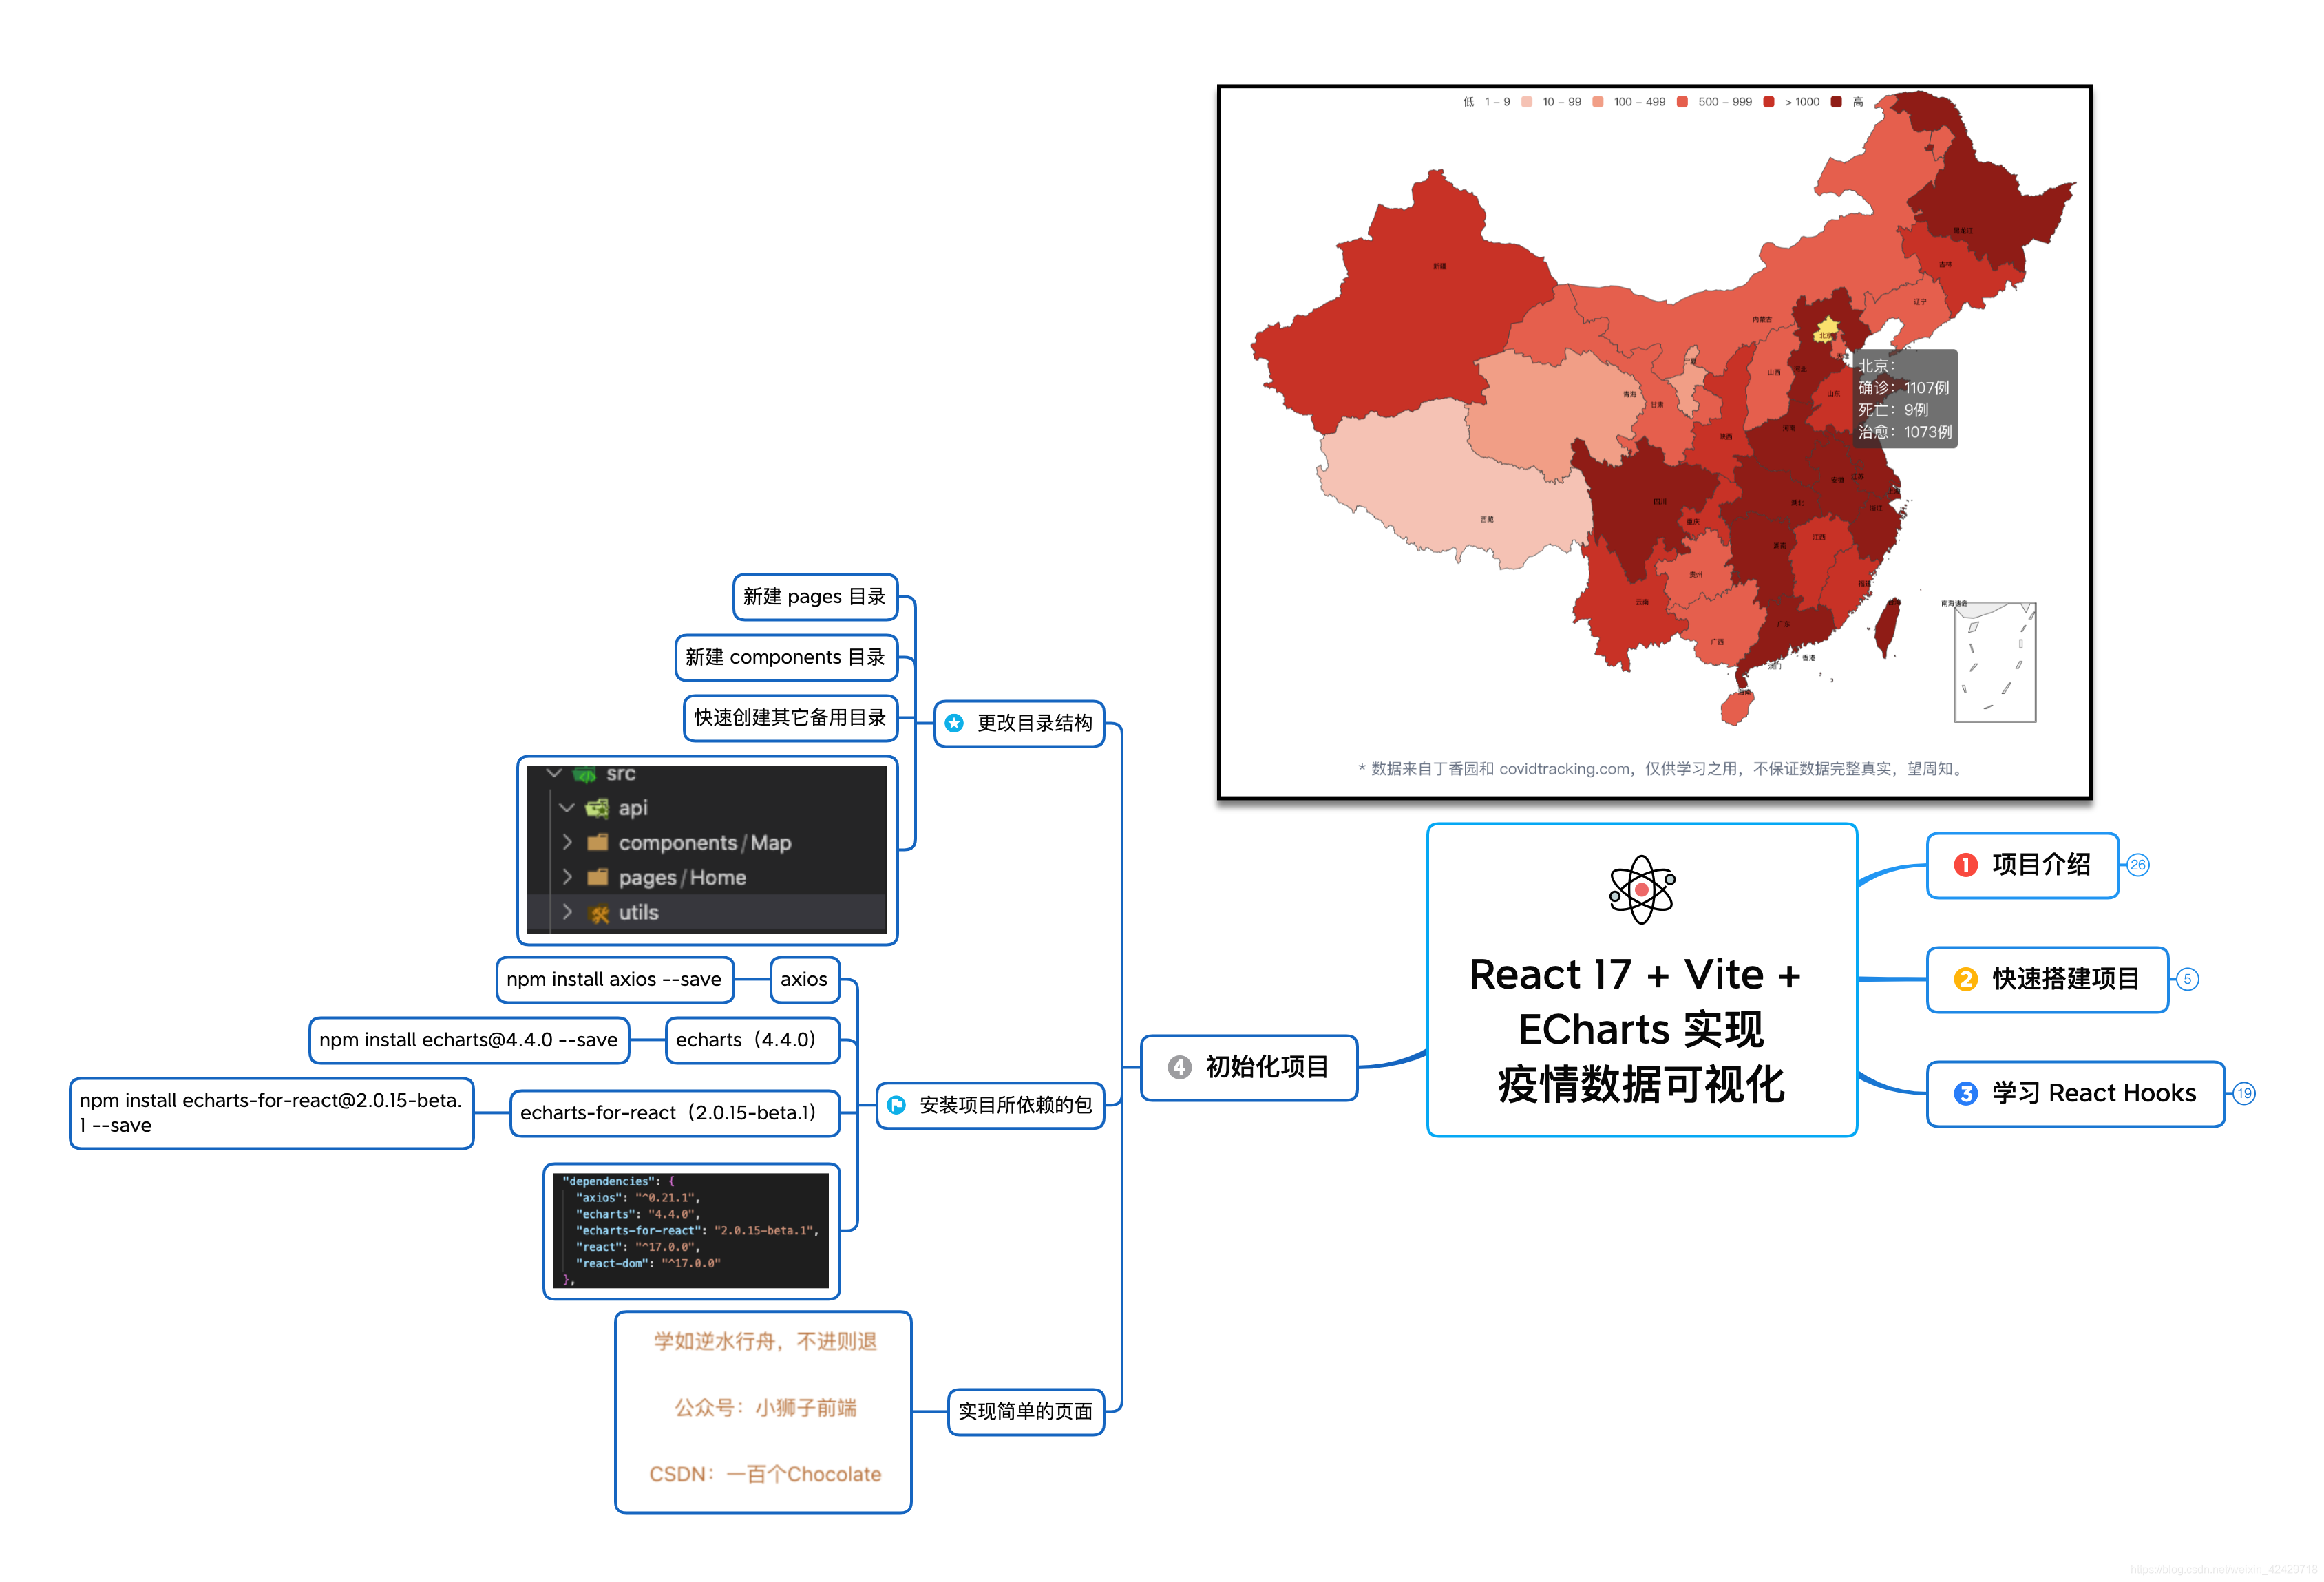 低 1 - 9 10 - 99 100 - 499 500 - 999 > 1000 高
黑龙江
新疆
吉林
辽宁
内蒙古
北京
天津
宁夏
河北
山西
青海
甘肃
山东
北京：
确诊：1107例
死亡：9例
治愈：1073例
河南
陕西
江苏
安徽
上海
四川
湖北
浙江
西藏
重庆
江西
湖南
贵州
福建
云南
南海诸岛
广东
广西
香港
澳门
海南
* 数据来自丁香园和 covidtracking.com，仅供学习之用，不保证数据完整真实，望周知。
React 17 + Vite +
ECharts 实现
疫情数据可视化
1 项目介绍 26
2 快速搭建项目 5
3 学习 React Hooks 19
4 初始化项目
更改目录结构
新建 pages 目录
新建 components 目录
快速创建其它备用目录
src
api
components / Map
pages / Home
utils
安装项目所依赖的包
axios
npm install axios --save
echarts（4.4.0）
npm install echarts@4.4.0 --save
echarts-for-react（2.0.15-beta.1）
npm install echarts-for-react@2.0.15-beta.
1 --save
"dependencies": {
"axios": "^0.21.1",
"echarts": "4.4.0",
"echarts-for-react": "2.0.15-beta.1",
"react": "^17.0.0",
"react-dom": "^17.0.0"
},
实现简单的页面
学如逆水行舟，不进则退
公众号：小狮子前端
CSDN：一百个Chocolate
https://blog.csdn.net/weixin_42429718